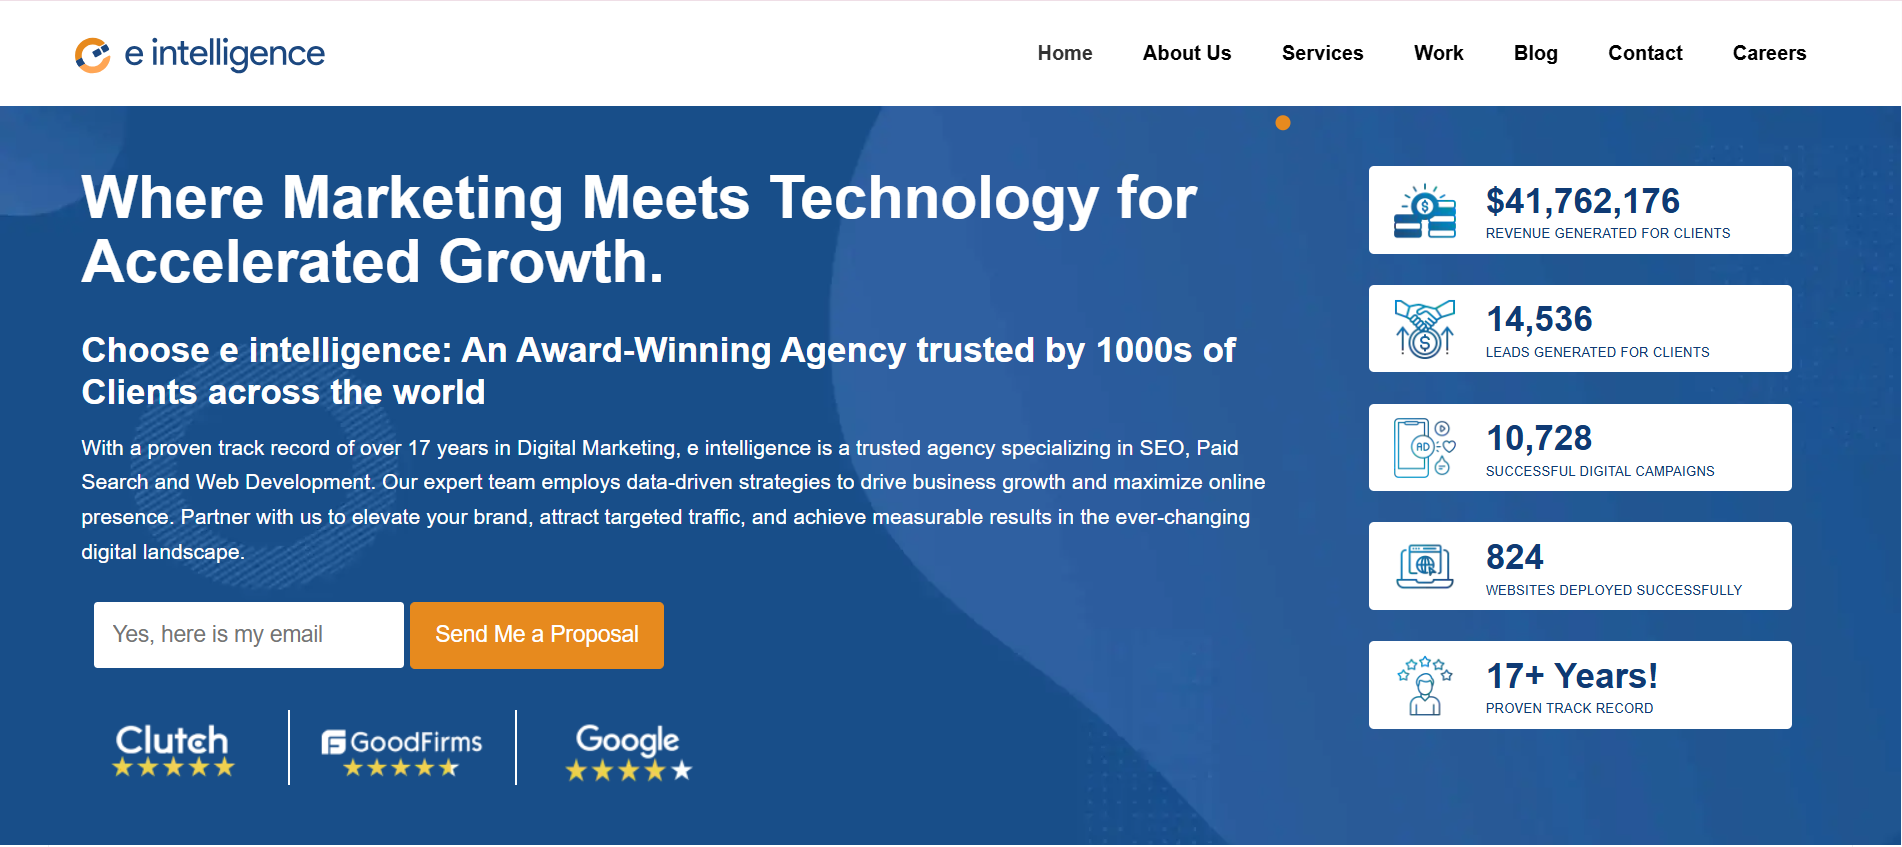 e intelligence
Home About Us Services Work Blog Contact Careers
Where Marketing Meets Technology for
Accelerated Growth.
Choose e intelligence: An Award-Winning Agency trusted by 1000s of
Clients across the world
With a proven track record of over 17 years in Digital Marketing, e intelligence is a trusted agency specializing in SEO, Paid
Search and Web Development. Our expert team employs data-driven strategies to drive business growth and maximize online
presence. Partner with us to elevate your brand, attract targeted traffic, and achieve measurable results in the ever-changing
digital landscape.
Yes, here is my email
Send Me a Proposal
Clutch
GoodFirms
Google
$41,762,176
REVENUE GENERATED FOR CLIENTS
14,536
LEADS GENERATED FOR CLIENTS
AD
10,728
SUCCESSFUL DIGITAL CAMPAIGNS
824
WEBSITES DEPLOYED SUCCESSFULLY
17+ Years!
PROVEN TRACK RECORD